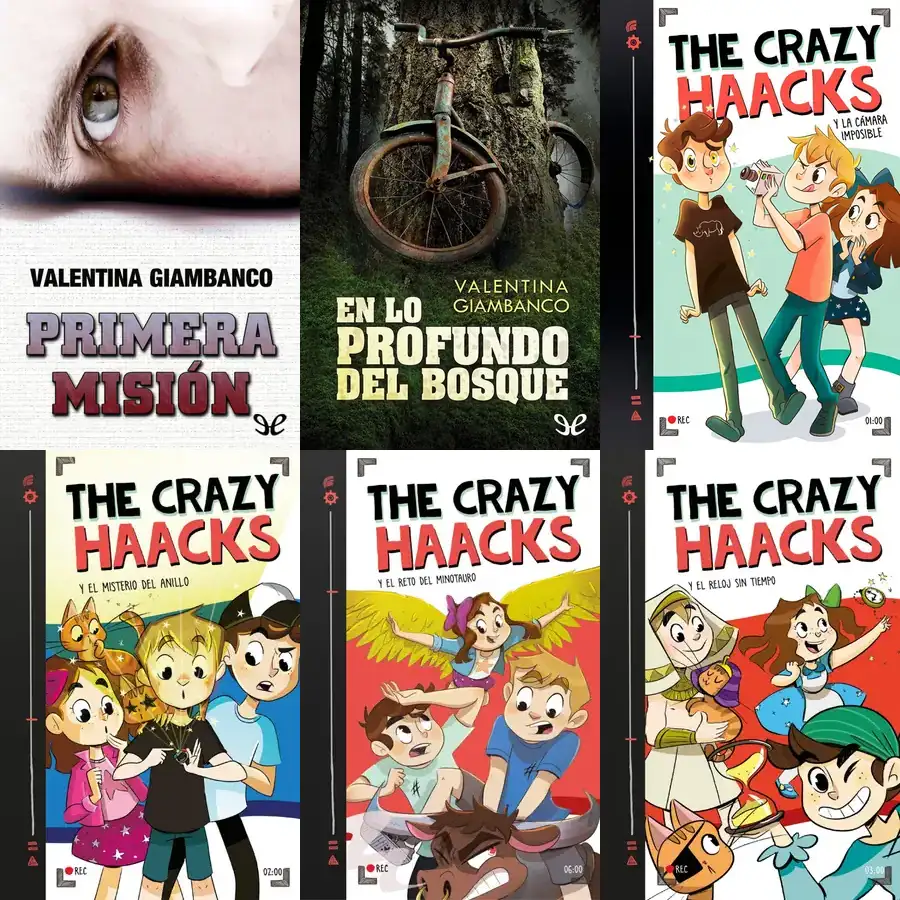 VALENTINA GIAMBANCO
PRIMERA
MISIÓN
VALENTINA
GIAMBANCO
EN LO
PROFUNDO
DEL BOSQUE
THE CRAZY
HAACKS
Y LA CÁMARA
IMPOSIBLE
REC
01:00
THE CRAZY
HAACKS
Y EL MISTERIO DEL ANILLO
REC
02:00
THE CRAZY
HAACKS
Y EL RETO DEL MINOTAURO
REC
06:00
THE CRAZY
HAACKS
Y EL RELOJ SIN TIEMPO
REC
03:00